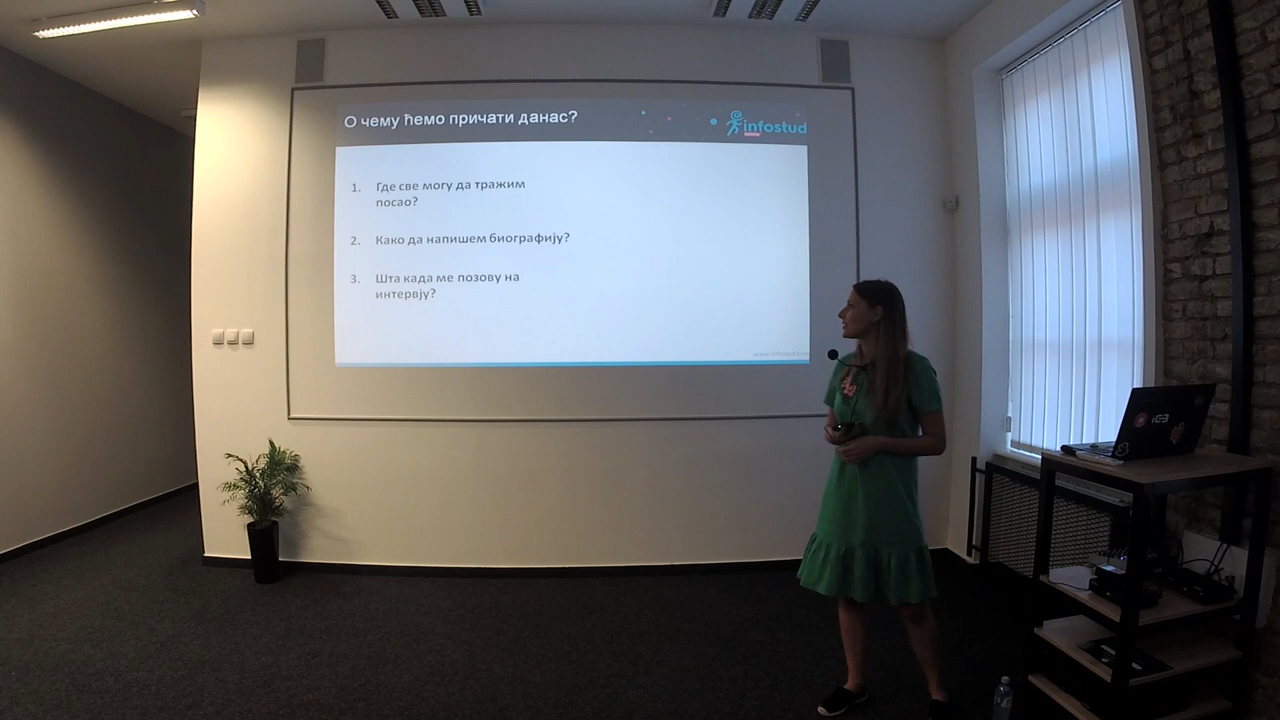 О чему ћемо причати данас?
infostud
1. Где све могу да тражим
посао?
2. Како да напишем биографију?
3. Шта када ме позову на
интервју?